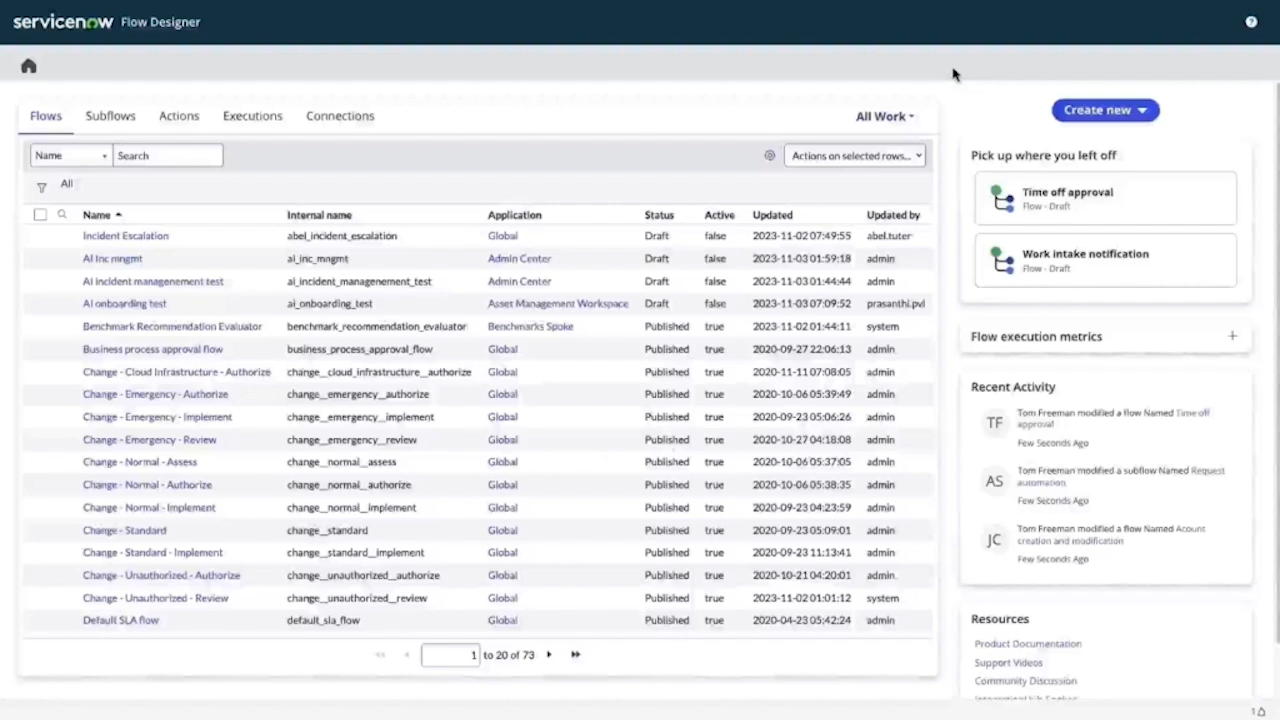 servicenow Flow Designer
Flows Subflows Actions Executions Connections All Work
Name Search Actions on selected rows...
All
Name Internal name Application Status Active Updated Updated by
Incident Escalation abel_incident_escalation Global Draft false 2023-11-02 07:49:55 abel.tuter
AI Inc mngmt ai_inc_mngmt Admin Center Draft false 2023-11-03 01:59:18 admin
AI incident managenement test ai_incident_managenement_test Admin Center Draft false 2023-11-03 01:44:44 admin
AI onboarding test ai_onboarding_test Asset Management Workspace Draft false 2023-11-03 07:09:52 prasanthi.pvl
Benchmark Recommendation Evaluator benchmark_recommendation_evaluator Benchmarks Spoke Published true 2023-11-02 01:44:11 system
Business process approval flow business_process_approval_flow Global Published true 2020-09-27 22:06:13 admin
Change - Cloud Infrastructure - Authorize change__cloud_infrastructure__authorize Global Published true 2020-11-11 07:08:05 admin
Change - Emergency - Authorize change__emergency__authorize Global Published true 2020-10-06 05:39:49 admin
Change - Emergency - Implement change__emergency__implement Global Published true 2020-09-23 05:06:26 admin
Change - Emergency - Review change__emergency__review Global Published true 2020-10-27 04:18:08 admin
Change - Normal - Assess change__normal__assess Global Published true 2020-10-06 05:37:05 admin
Change - Normal - Authorize change__normal__authorize Global Published true 2020-10-06 05:38:35 admin
Change - Normal - Implement change__normal__implement Global Published true 2020-09-23 04:23:59 admin
Change - Standard change__standard Global Published true 2020-09-23 05:09:01 admin
Change - Standard - Implement change__standard__implement Global Published true 2020-09-23 11:13:41 admin
Change - Unauthorized - Authorize change__unauthorized__authorize Global Published true 2020-10-21 04:20:01 admin
Change - Unauthorized - Review change__unauthorized__review Global Published true 2023-11-02 01:01:12 system
Default SLA flow default_sla_flow Global Published true 2020-04-23 05:42:24 admin
1 to 20 of 73
Create new
Pick up where you left off
Time off approval
Flow - Draft
Work intake notification
Flow - Draft
Flow execution metrics +
Recent Activity
TF
Tom Freeman modified a flow Named Time off
approval
Few Seconds Ago
AS
Tom Freeman modified a subflow Named Request
automation
Few Seconds Ago
JC
Tom Freeman modified a flow Named Acount
creation and modification
Few Seconds Ago
Resources
Product Documentation
Support Videos
Community Discussion
1